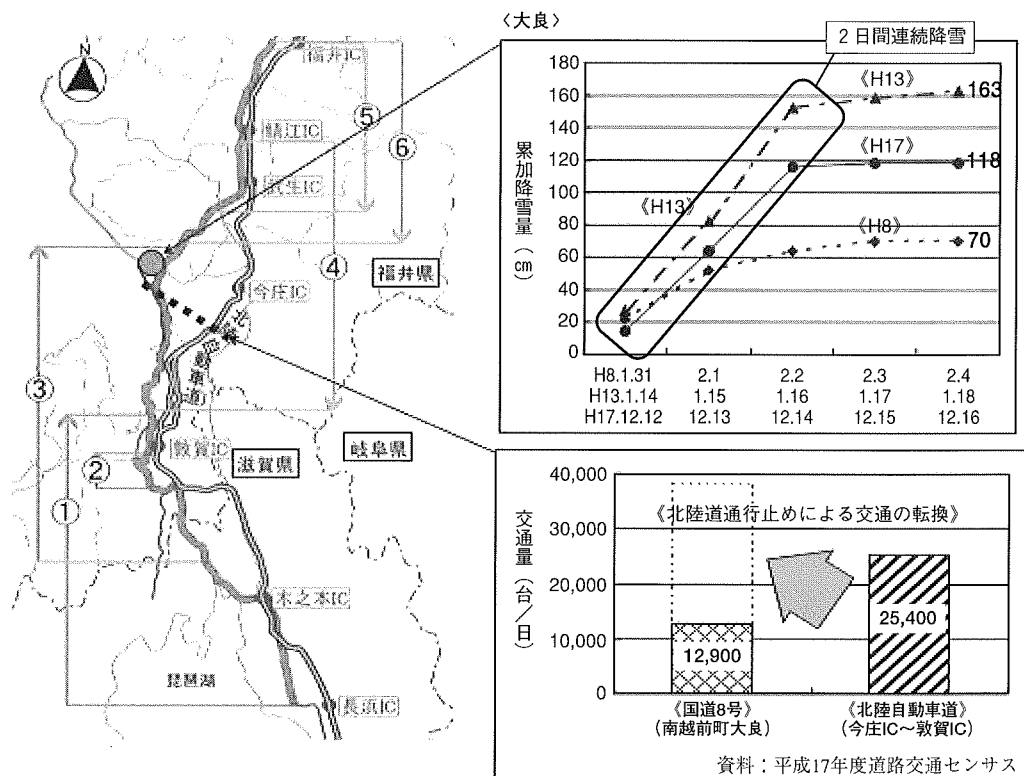 〈大良〉
2日間連続降雪
180
160
140
120
100
80
60
40
20
0
累加降雪量(㎝)
《H13》
163
《H17》
118
《H13》
《H8》
70
H8.1.31
2.1
2.2
2.3
2.4
H13.1.14
1.15
1.16
1.17
1.18
H17.12.12
12.13
12.14
12.15
12.16
N
福井IC
⑤
鯖江IC
⑥
武生IC
④
福井県
今庄IC
北陸自動車道
③
岐阜県
敦賀IC
滋賀県
②
①
木之本IC
琵琶湖
長浜IC
40,000
30,000
20,000
10,000
0
交通量(台/日)
《北陸道通行止めによる交通の転換》
12,900
25,400
《国道8号》
(南越前町大良)
《北陸自動車道》
(今庄IC〜敦賀IC)
資料:平成17年度道路交通センサス